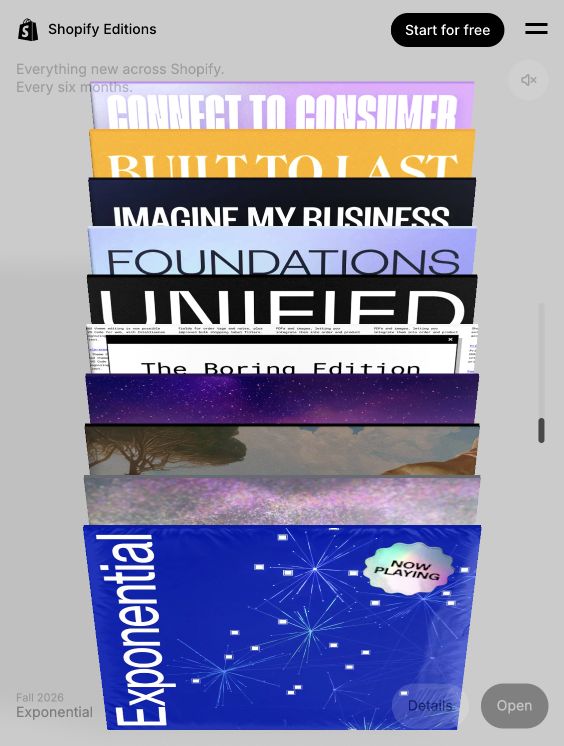 Shopify Editions
Start for free
Everything new across Shopify.
Every six months.
CONNECT TO CONSUMER
BUILT TO LAST
IMAGINE MY BUSINESS
FOUNDATIONS
UNIFIED
The Boring Edition
Exponential
NOW
PLAYING
Fall 2026
Exponential
Details
Open